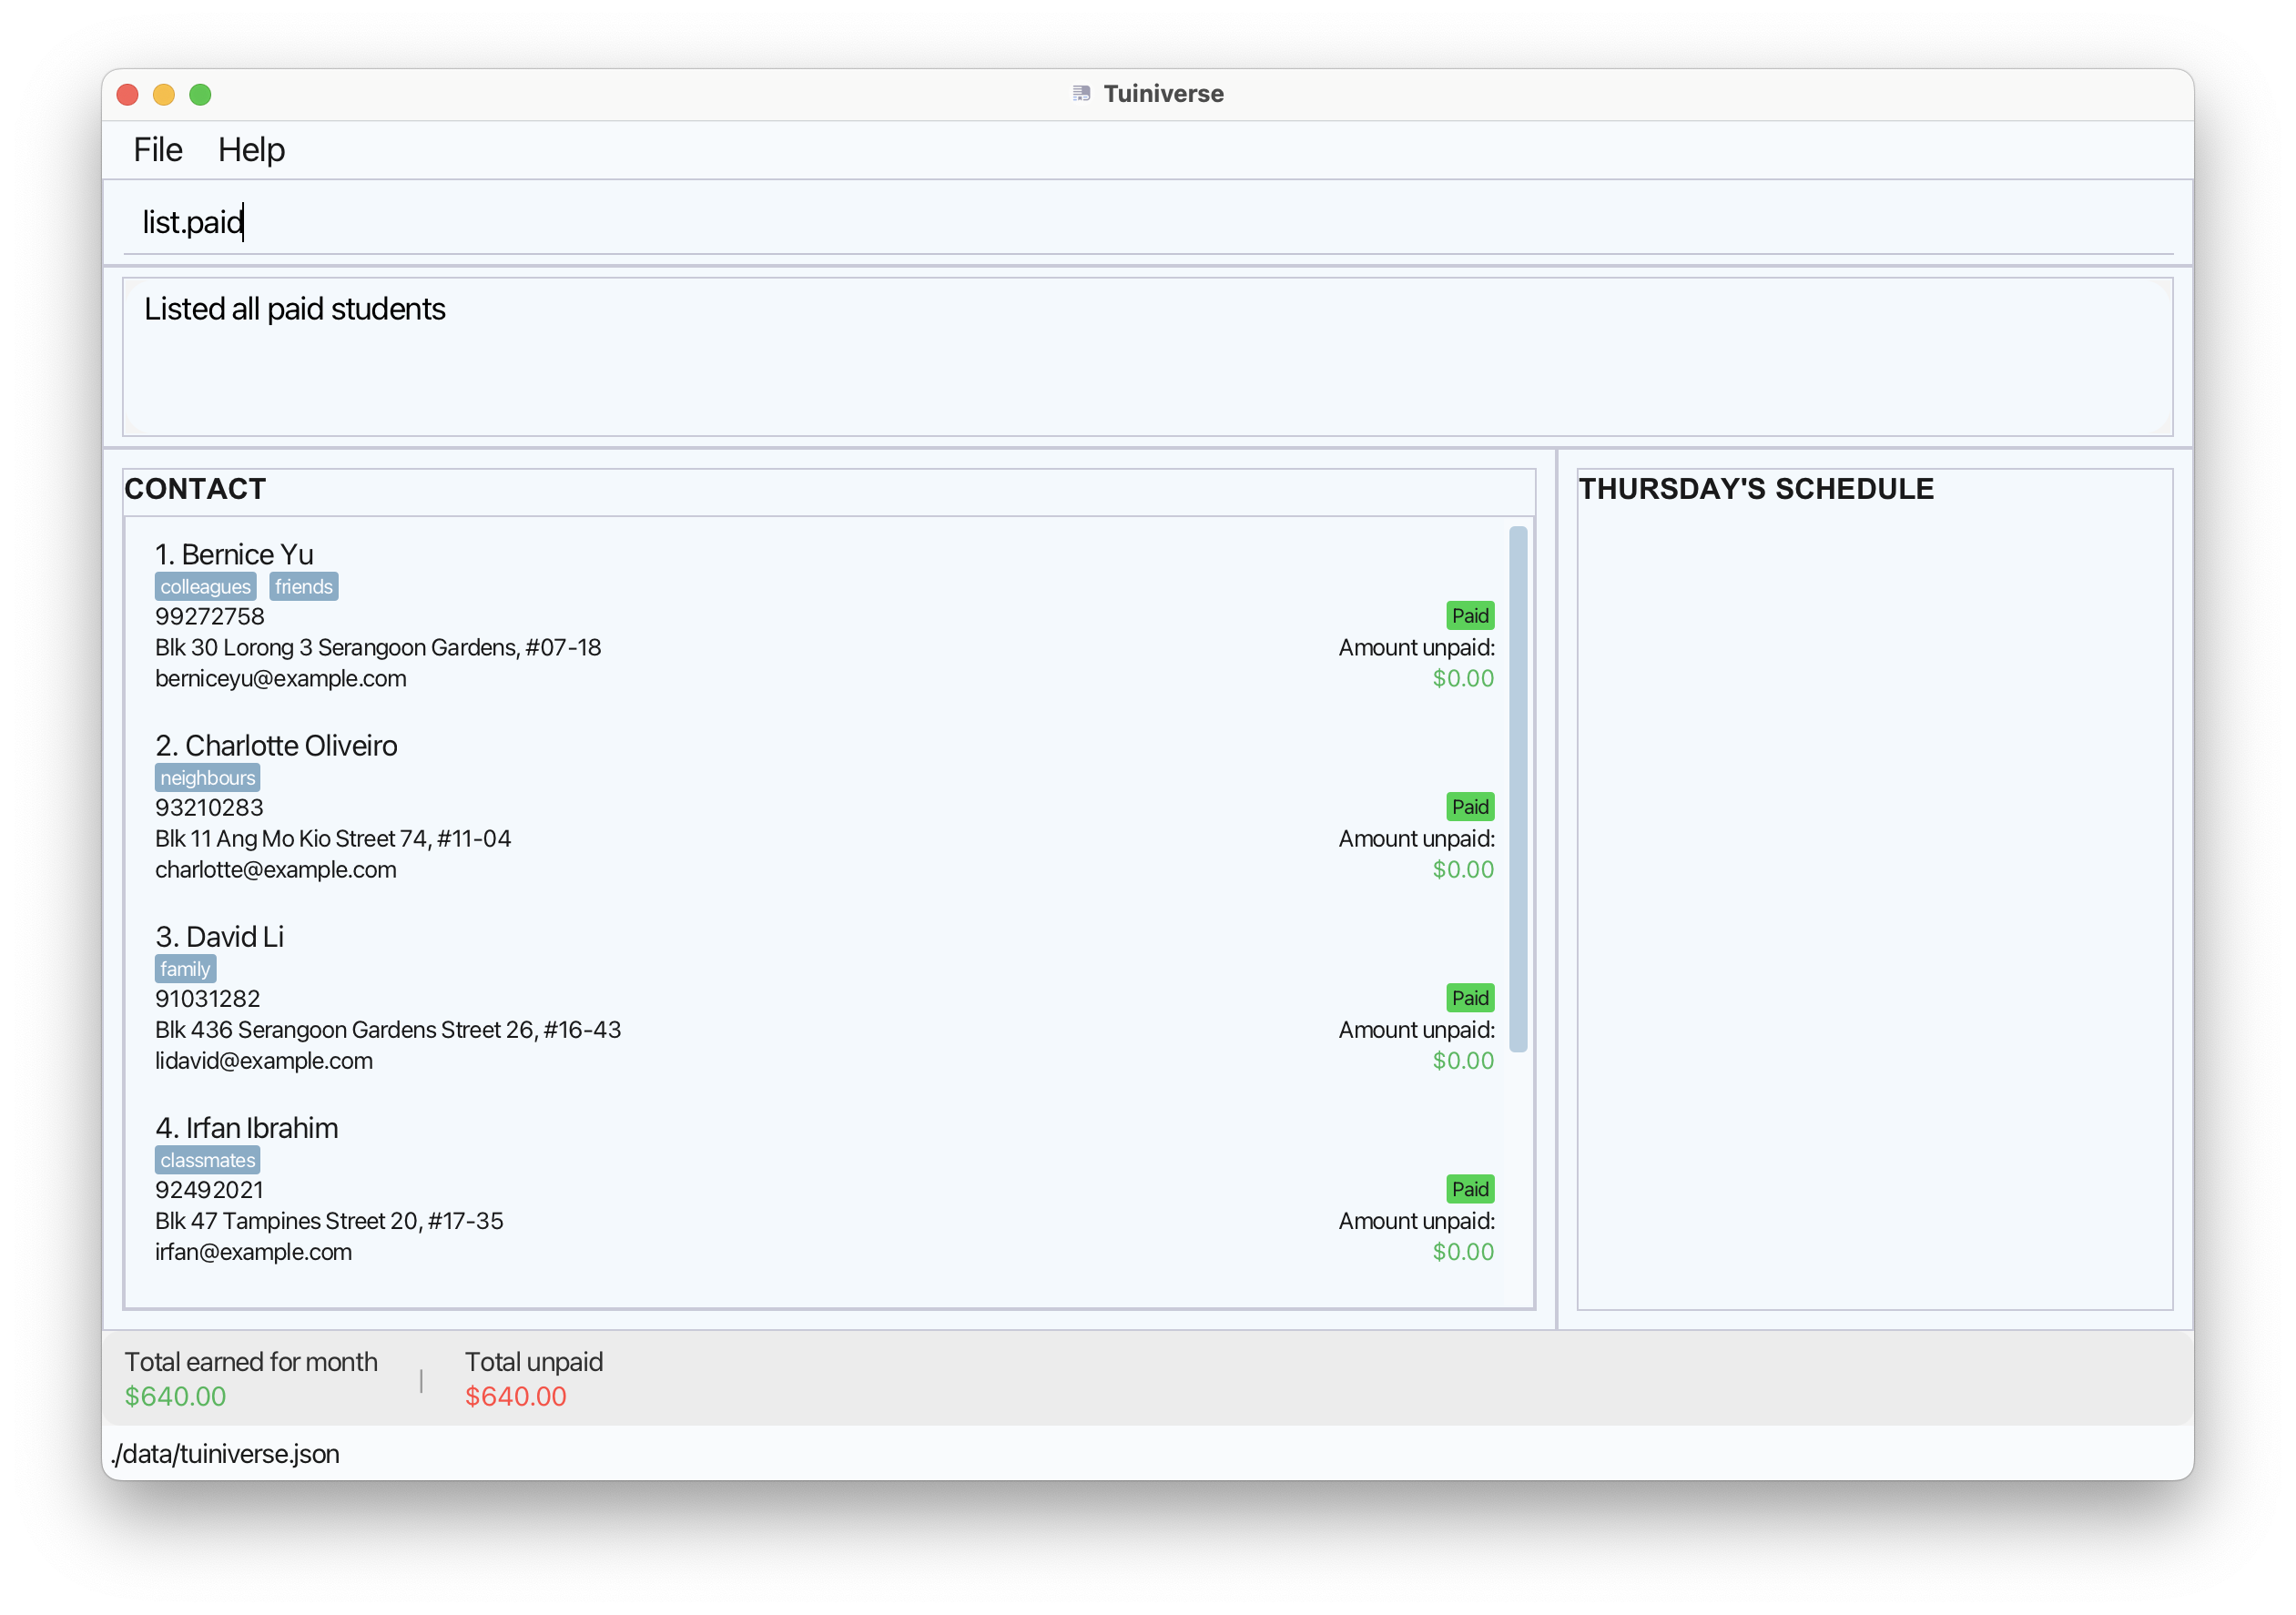 Tuiniverse
File Help
list.paid
Listed all paid students
CONTACT
1. Bernice Yu
colleagues friends
99272758
Paid
Blk 30 Lorong 3 Serangoon Gardens, #07-18
Amount unpaid:
berniceyu@example.com
$0.00
2. Charlotte Oliveiro
neighbours
93210283
Paid
Blk 11 Ang Mo Kio Street 74, #11-04
Amount unpaid:
charlotte@example.com
$0.00
3. David Li
family
91031282
Paid
Blk 436 Serangoon Gardens Street 26, #16-43
Amount unpaid:
lidavid@example.com
$0.00
4. Irfan Ibrahim
classmates
92492021
Paid
Blk 47 Tampines Street 20, #17-35
Amount unpaid:
irfan@example.com
$0.00
THURSDAY'S SCHEDULE
Total earned for month
$640.00
|
Total unpaid
$640.00
./data/tuiniverse.json